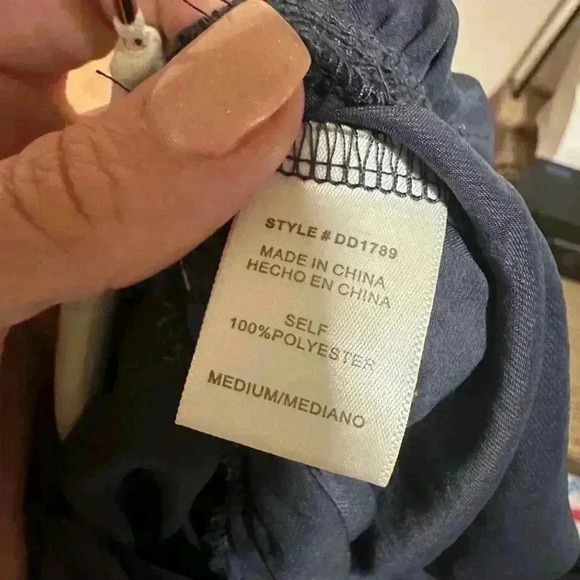 STYLE # DD1789
MADE IN CHINA
HECHO EN CHINA
SELF
100%POLYESTER
MEDIUM/MEDIANO